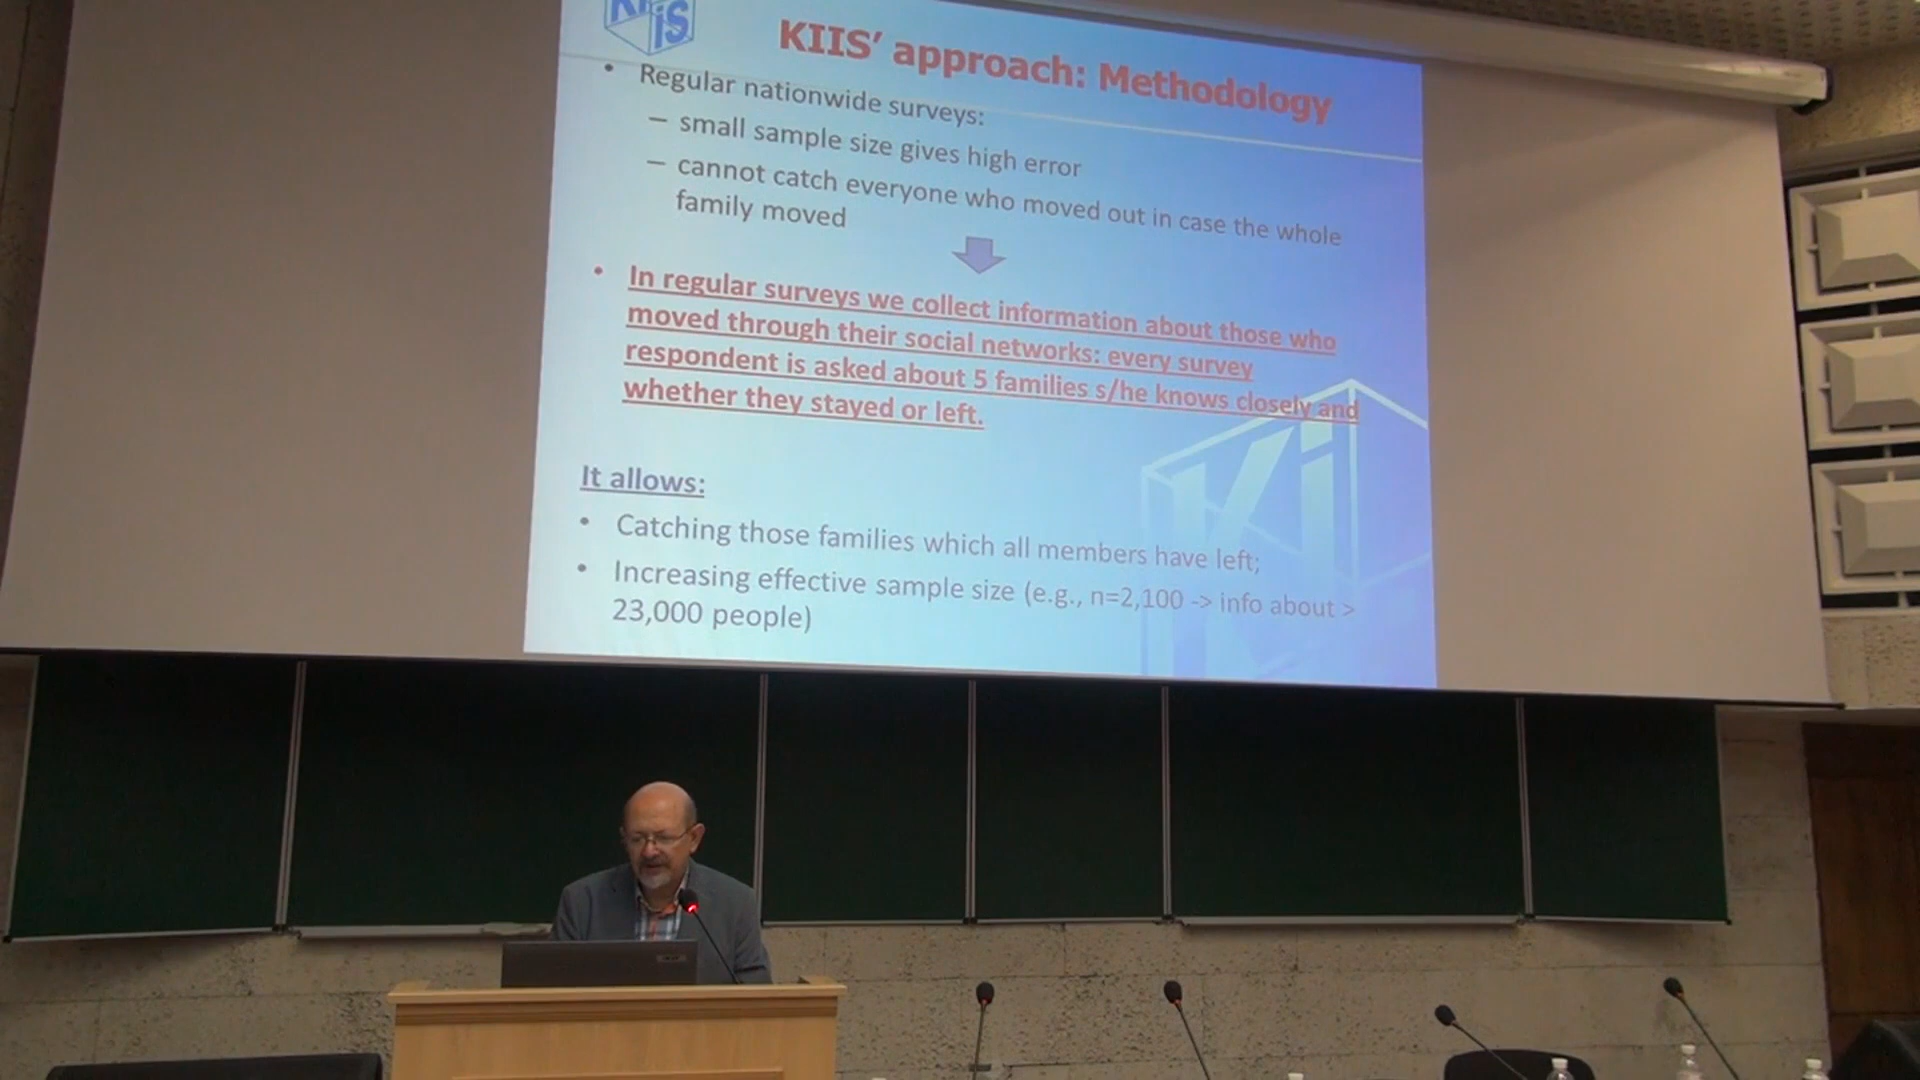 KIIS
KIIS' approach: Methodology
• Regular nationwide surveys:
– small sample size gives high error
– cannot catch everyone who moved out in case the whole
family moved
• In regular surveys we collect information about those who
moved through their social networks: every survey
respondent is asked about 5 families s/he knows closely and
whether they stayed or left.
It allows:
• Catching those families which all members have left;
• Increasing effective sample size (e.g., n=2,100 -> info about >
23,000 people)
Ki
acer